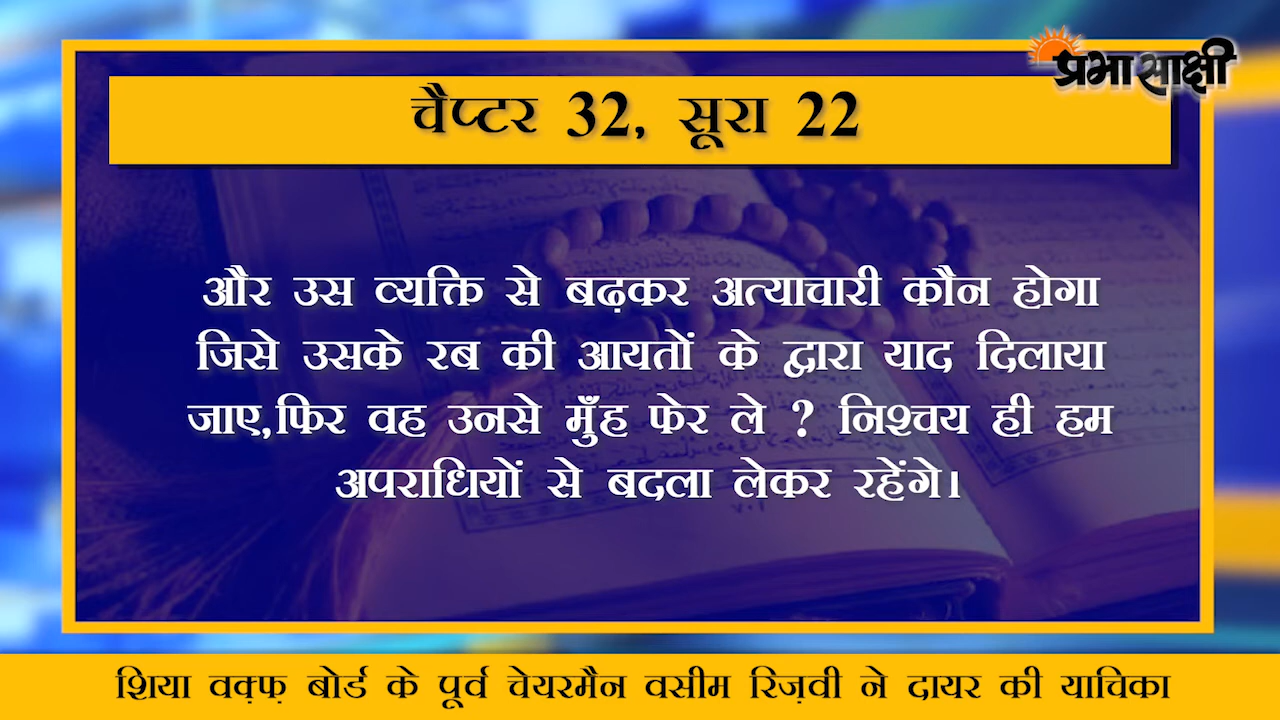 प्रभासाक्षी
चैप्टर 32, सूरा 22
और उस व्यक्ति से बढ़कर अत्याचारी कौन होगा
जिसे उसके रब की आयतों के द्वारा याद दिलाया
जाए,फिर वह उनसे मुँह फेर ले ? निश्चय ही हम
अपराधियों से बदला लेकर रहेंगे।
शिया वक़्फ़ बोर्ड के पूर्व चेयरमैन वसीम रिज़वी ने दायर की याचिका